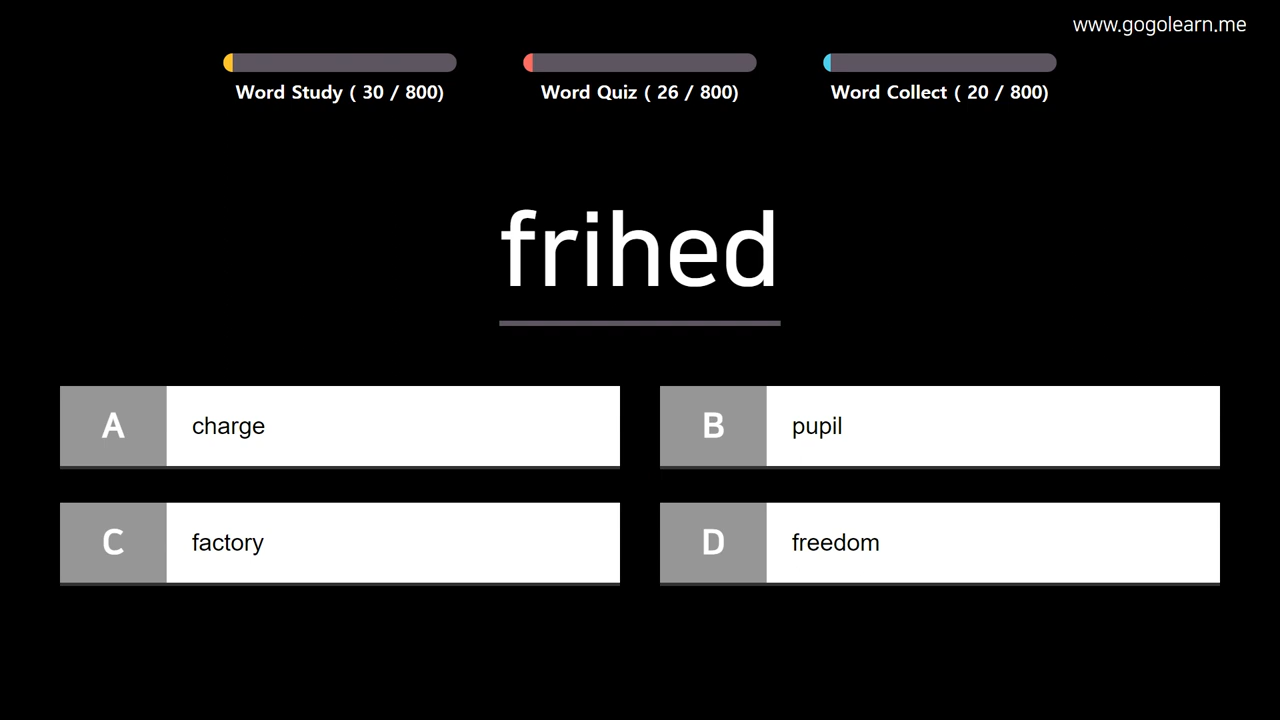 www.gogolearn.me
Word Study ( 30 / 800)
Word Quiz ( 26 / 800)
Word Collect ( 20 / 800)
frihed
A charge
B pupil
C factory
D freedom